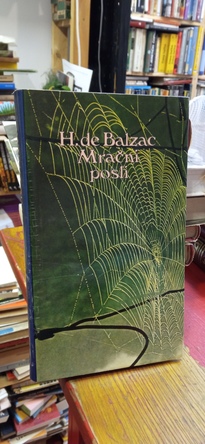 H. de Balzac
Mračni
posli